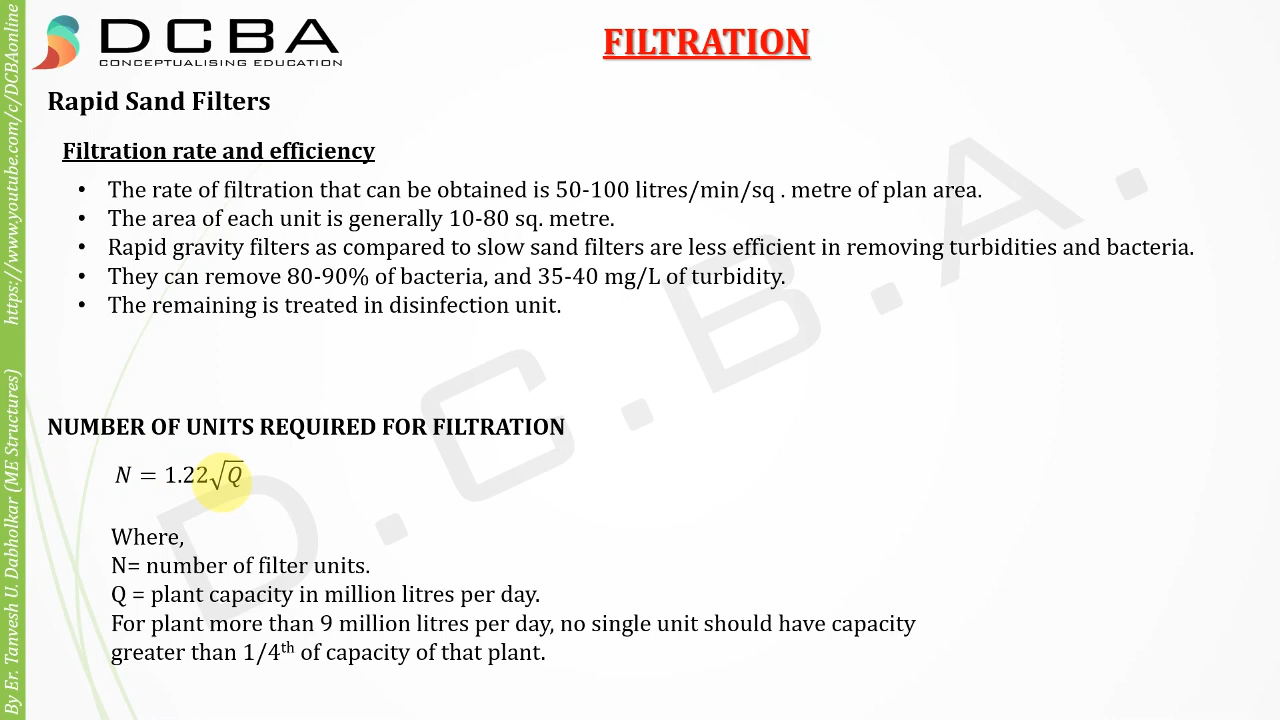 DCBA
CONCEPTUALISING EDUCATION
FILTRATION
Rapid Sand Filters
Filtration rate and efficiency
• The rate of filtration that can be obtained is 50-100 litres/min/sq . metre of plan area.
• The area of each unit is generally 10-80 sq. metre.
• Rapid gravity filters as compared to slow sand filters are less efficient in removing turbidities and bacteria.
• They can remove 80-90% of bacteria, and 35-40 mg/L of turbidity.
• The remaining is treated in disinfection unit.
NUMBER OF UNITS REQUIRED FOR FILTRATION
N = 1.22√Q
Where,
N= number of filter units.
Q = plant capacity in million litres per day.
For plant more than 9 million litres per day, no single unit should have capacity
greater than 1/4th of capacity of that plant.
By Er. Tanvesh U. Dabholkar (ME Structures) https://www.youtube.com/c/DCBAonline
D.C.B.A.